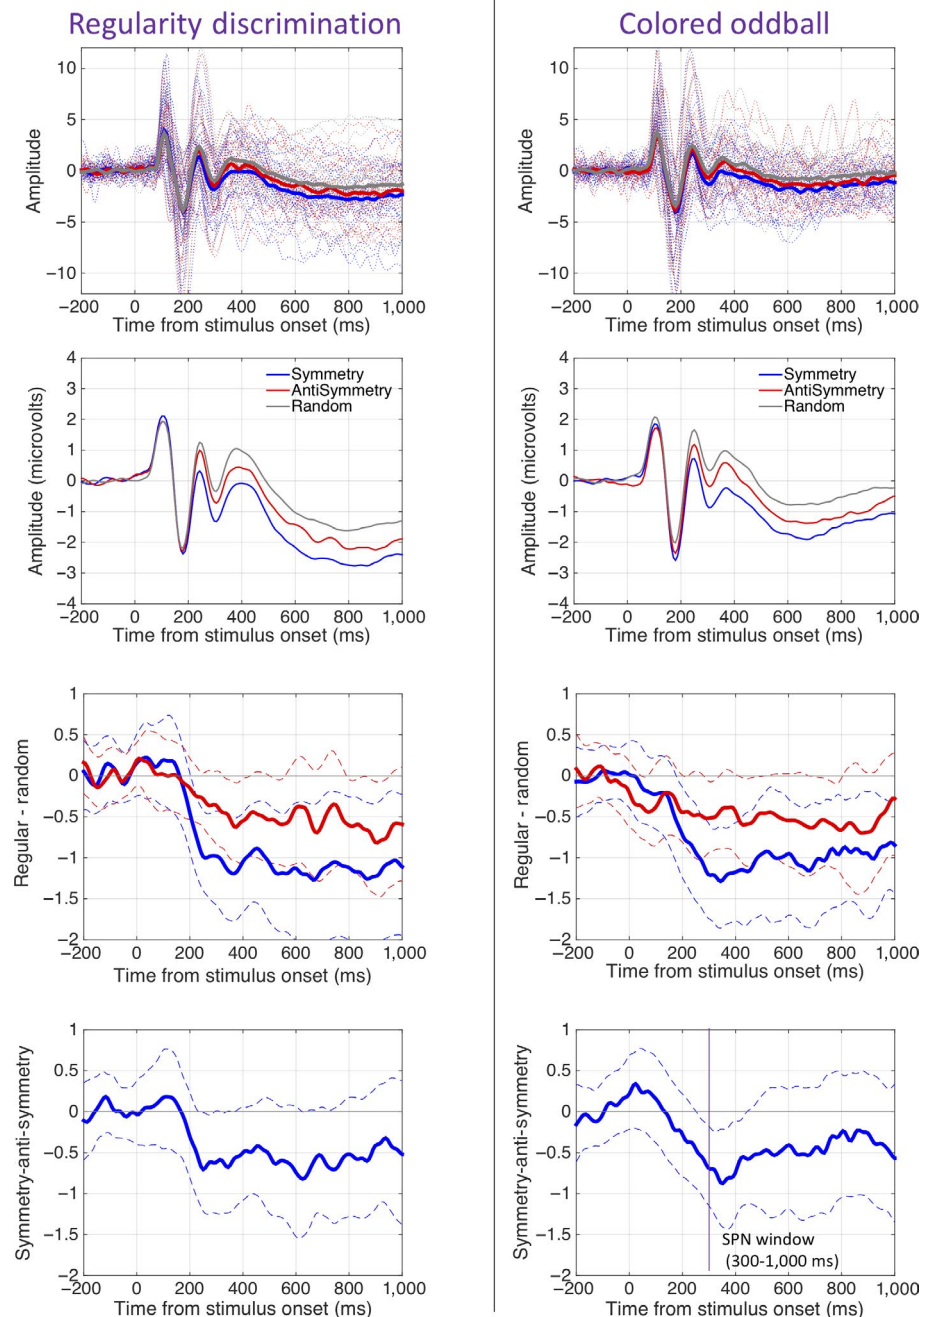 Regularity discrimination
Amplitude
10
5
0
−5
−10
−200 0 200 400 600 800 1,000
Time from stimulus onset (ms)
Colored oddball
Amplitude
10
5
0
−5
−10
−200 0 200 400 600 800 1,000
Time from stimulus onset (ms)
Amplitude (microvolts)
4
3
2
1
0
−1
−2
−3
−4
Symmetry
AntiSymmetry
Random
−200 0 200 400 600 800 1,000
Time from stimulus onset (ms)
Amplitude (microvolts)
4
3
2
1
0
−1
−2
−3
−4
Symmetry
AntiSymmetry
Random
−200 0 200 400 600 800 1,000
Time from stimulus onset (ms)
Regular - random
1
0.5
0
−0.5
−1
−1.5
−2
−200 0 200 400 600 800 1,000
Time from stimulus onset (ms)
Regular - random
1
0.5
0
−0.5
−1
−1.5
−2
−200 0 200 400 600 800 1,000
Time from stimulus onset (ms)
Symmetry-anti-symmetry
1
0.5
0
−0.5
−1
−1.5
−2
−200 0 200 400 600 800 1,000
Time from stimulus onset (ms)
Symmetry-anti-symmetry
1
0.5
0
−0.5
−1
−1.5
−2
SPN window
(300-1,000 ms)
−200 0 200 400 600 800 1,000
Time from stimulus onset (ms)